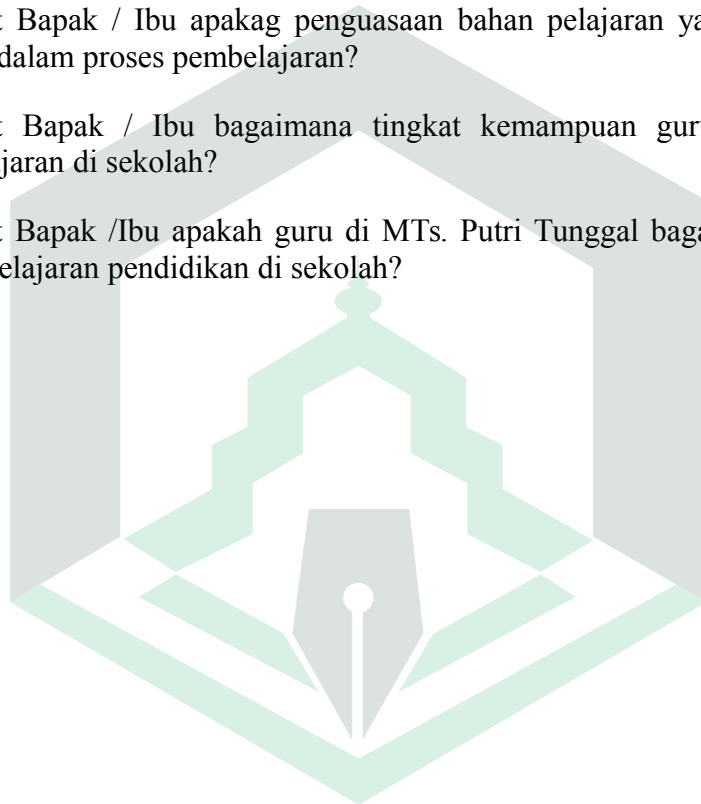 t Bapak / Ibu apakag penguasaan bahan pelajaran ya
dalam proses pembelajaran?
t Bapak / Ibu bagaimana tingkat kemampuan guru
jaran di sekolah?
t Bapak /Ibu apakah guru di MTs. Putri Tunggal baga
elajaran pendidikan di sekolah?